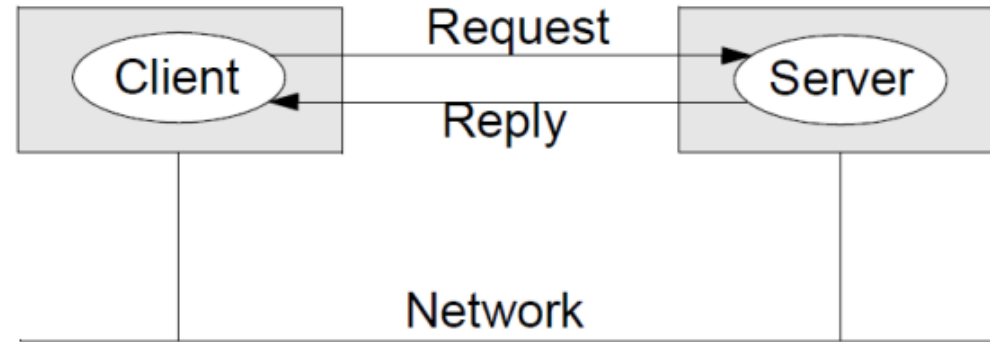 Request
Client
Server
Reply
Network